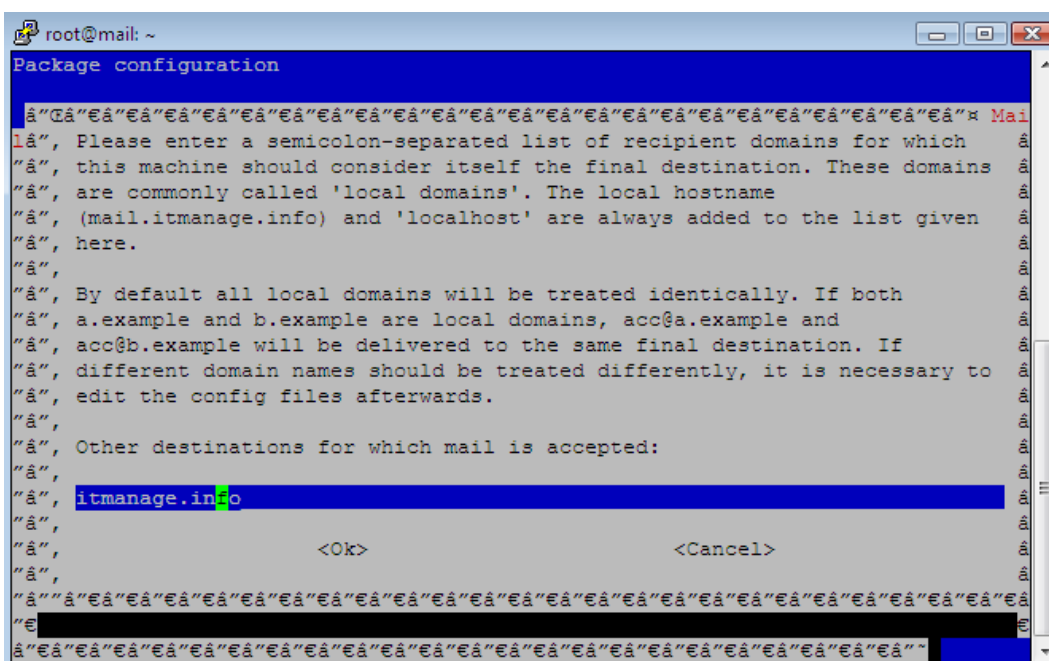 root@mail: ~
Package configuration
Mai
l
Please enter a semicolon-separated list of recipient domains for which
this machine should consider itself the final destination. These domains
are commonly called 'local domains'. The local hostname
(mail.itmanage.info) and 'localhost' are always added to the list given
here.
By default all local domains will be treated identically. If both
a.example and b.example are local domains, acc@a.example and
acc@b.example will be delivered to the same final destination. If
different domain names should be treated differently, it is necessary to
edit the config files afterwards.
Other destinations for which mail is accepted:
itmanage.info
<Ok> <Cancel>